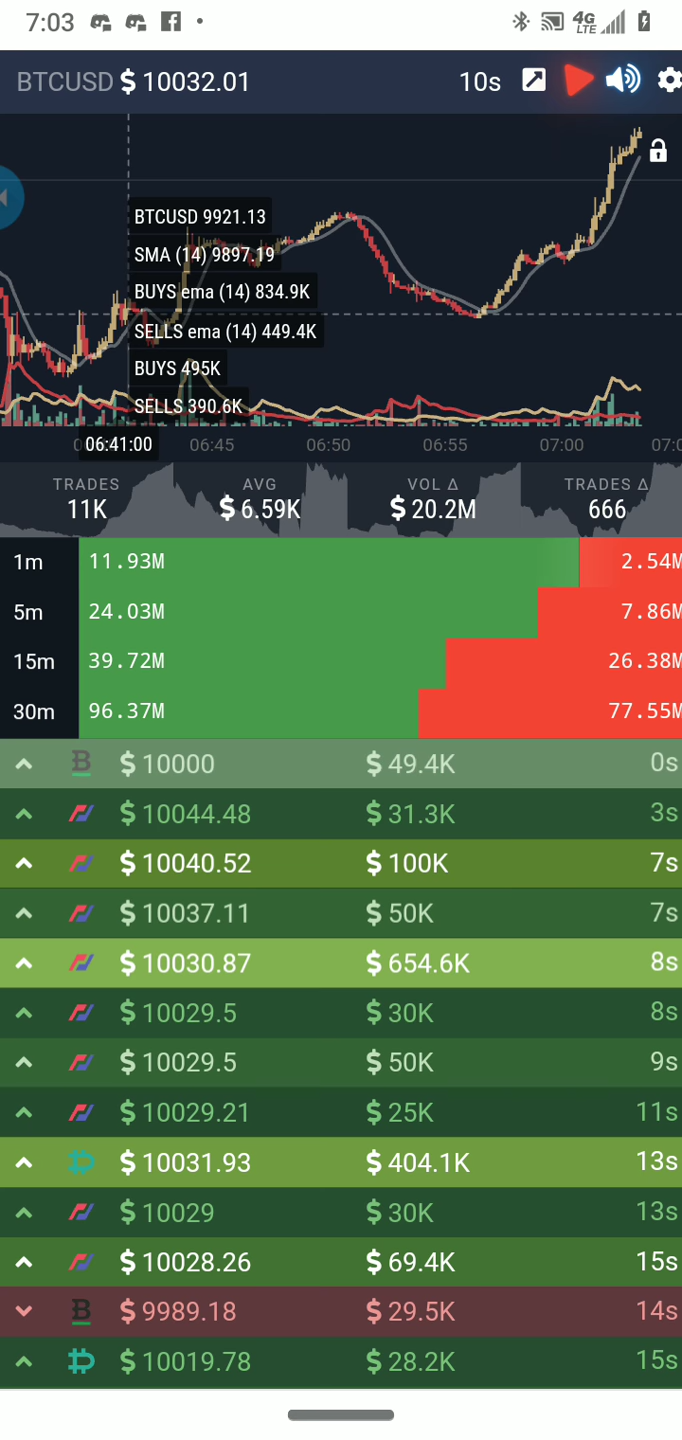 7:03 4G LTE
BTCUSD $ 10032.01 10s
BTCUSD 9921.13
SMA (14) 9897.19
BUYS ema (14) 834.9K
SELLS ema (14) 449.4K
BUYS 495K
SELLS 390.6K
06:41:00 06:45 06:50 06:55 07:00 07:0
TRADES AVG VOL Δ TRADES Δ
11K $ 6.59K $ 20.2M 666
1m 11.93M 2.54M
5m 24.03M 7.86M
15m 39.72M 26.38M
30m 96.37M 77.55M
$ 10000 $ 49.4K 0s
$ 10044.48 $ 31.3K 3s
$ 10040.52 $ 100K 7s
$ 10037.11 $ 50K 7s
$ 10030.87 $ 654.6K 8s
$ 10029.5 $ 30K 8s
$ 10029.5 $ 50K 9s
$ 10029.21 $ 25K 11s
$ 10031.93 $ 404.1K 13s
$ 10029 $ 30K 13s
$ 10028.26 $ 69.4K 15s
$ 9989.18 $ 29.5K 14s
$ 10019.78 $ 28.2K 15s